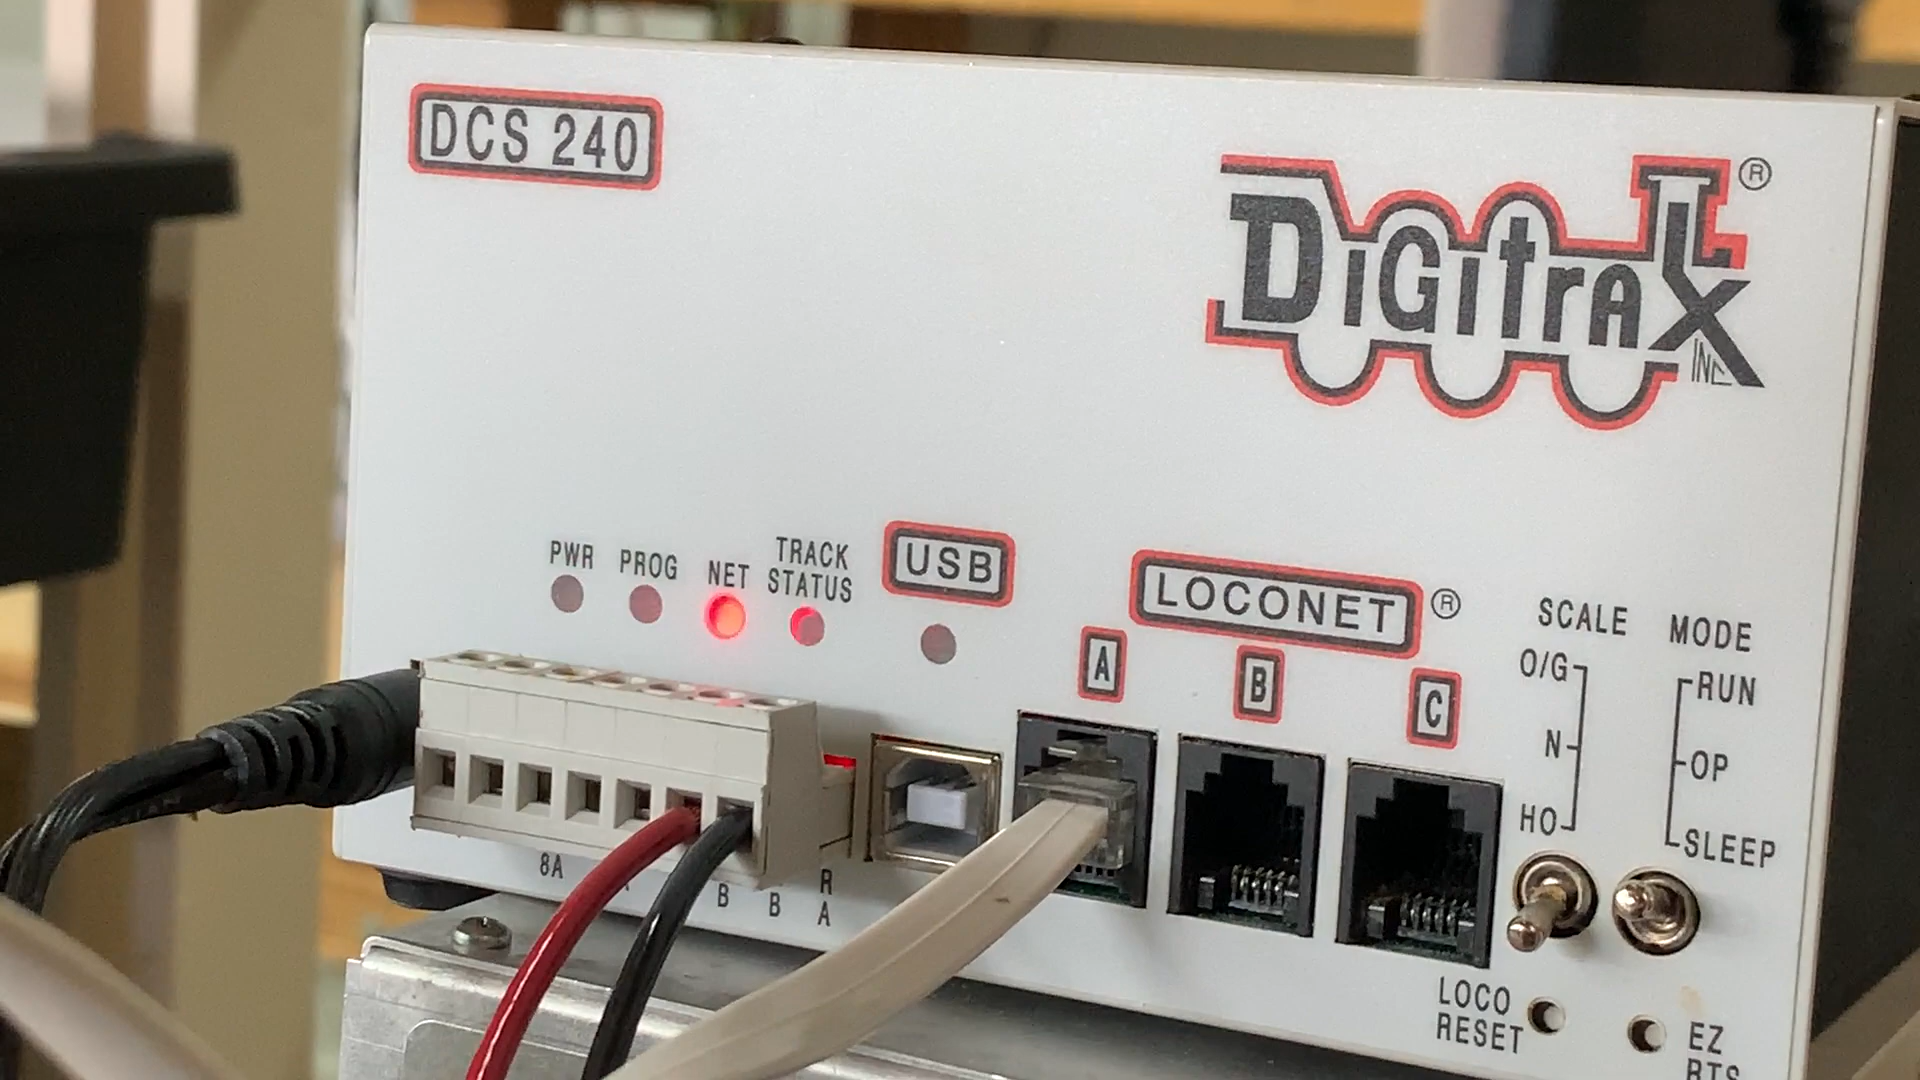 DCS 240
DIGITRAX
INC
®
PWR
PROG
NET
TRACK
STATUS
USB
LOCONET ®
A
B
C
SCALE
O/G
N
HO
MODE
RUN
OP
SLEEP
8A
B
B
R
A
LOCO
RESET
EZ
RTS